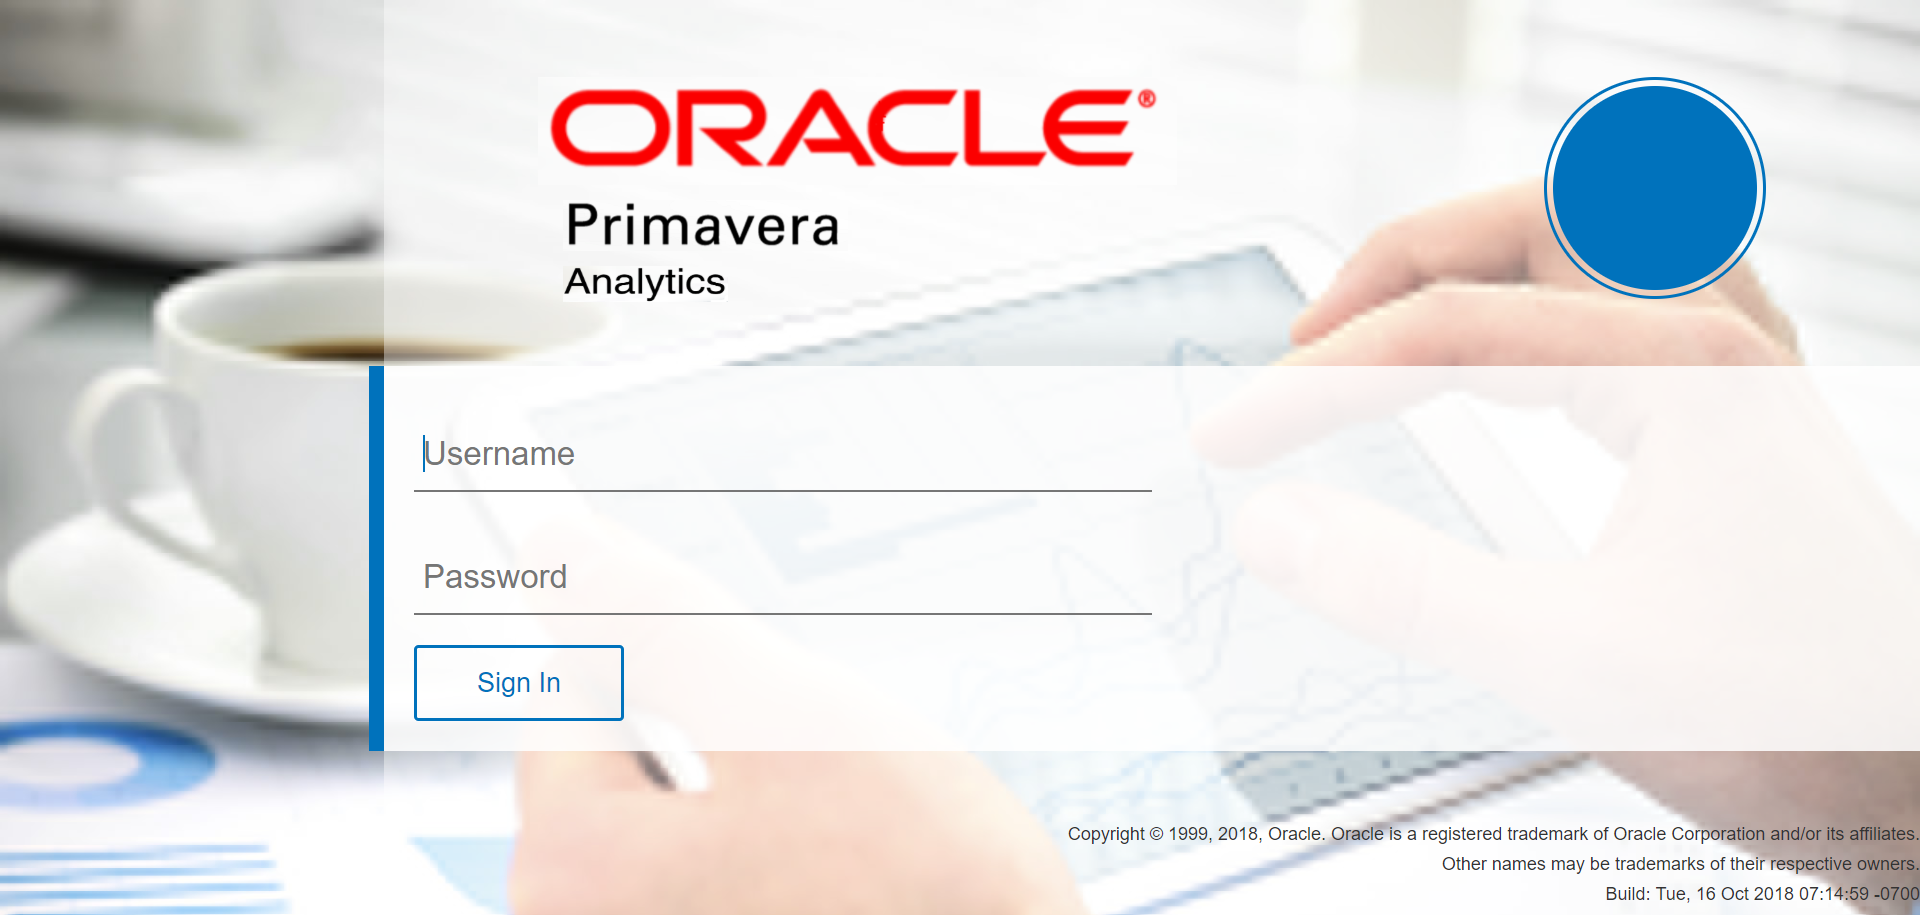 ORACLE®
Primavera
Analytics
Username
Password
Sign In
Copyright © 1999, 2018, Oracle. Oracle is a registered trademark of Oracle Corporation and/or its affiliates.
Other names may be trademarks of their respective owners.
Build: Tue, 16 Oct 2018 07:14:59 -0700